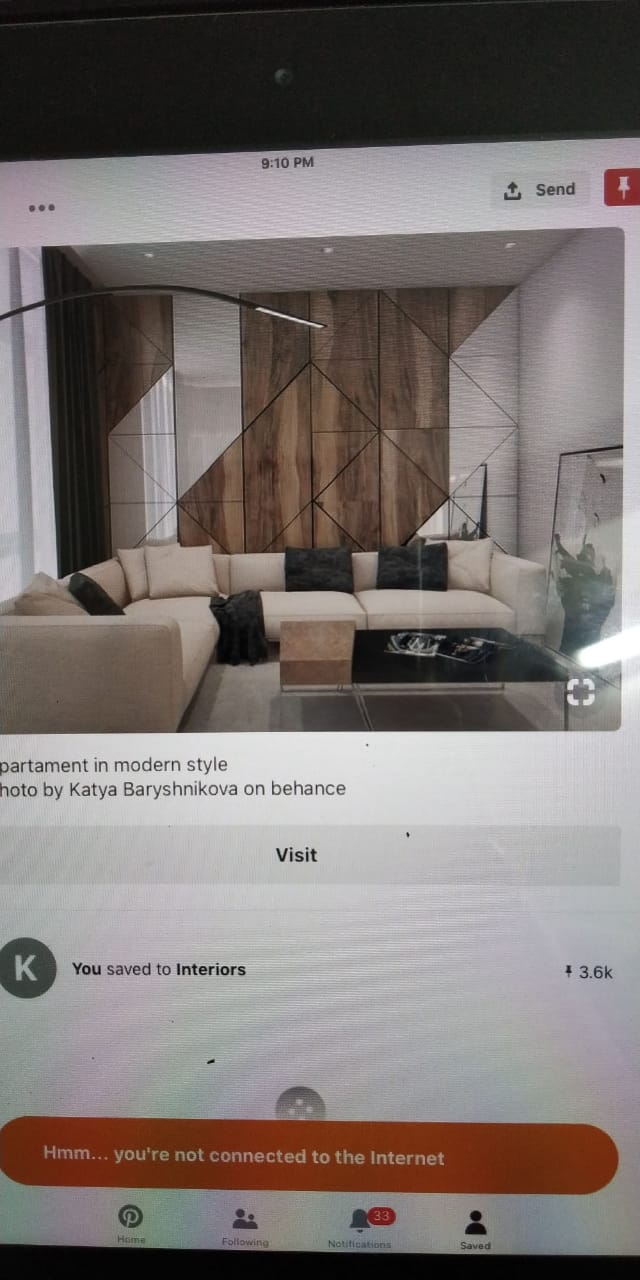 9:10 PM
Send
partament in modern style
hoto by Katya Baryshnikova on behance
Visit
K
You saved to Interiors
3.6k
Hmm... you're not connected to the Internet
33
Home
Following
Notifications
Saved